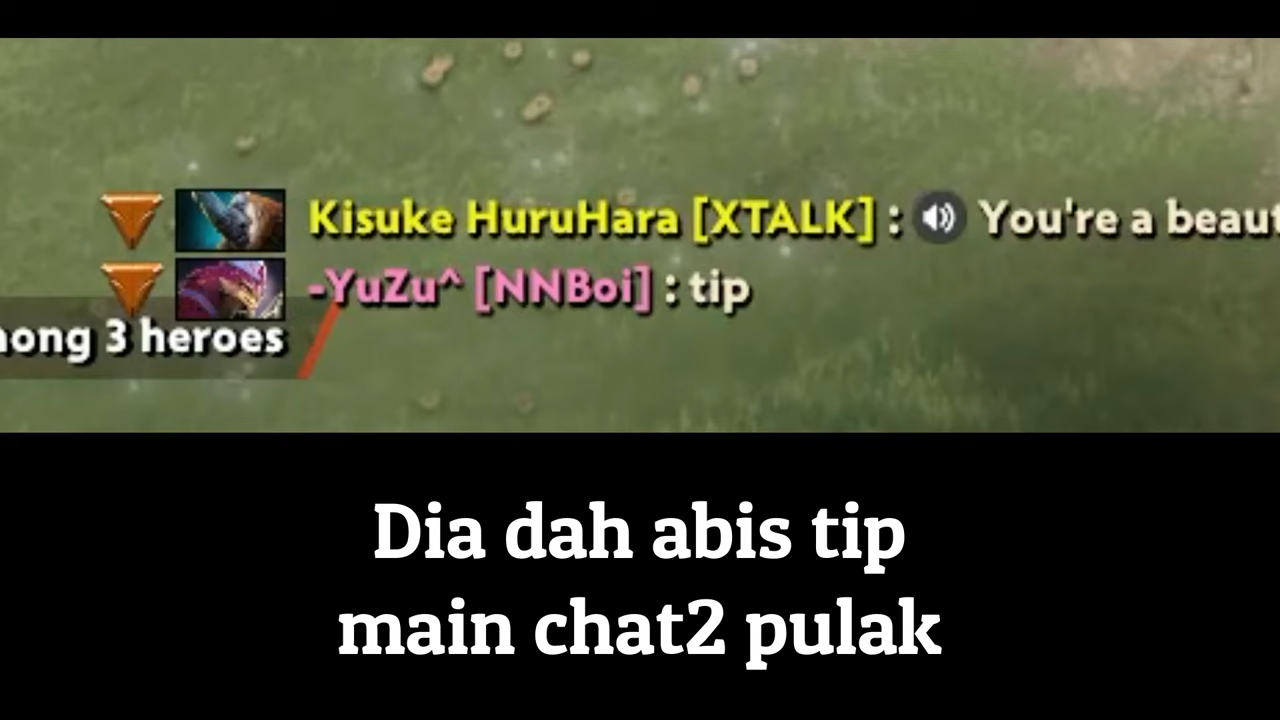 Kisuke HuruHara [XTALK] : You're a
-YuZu^ [NNBoi] : tip
3 heroes
Dia dah abis tip
main chat2 pulak